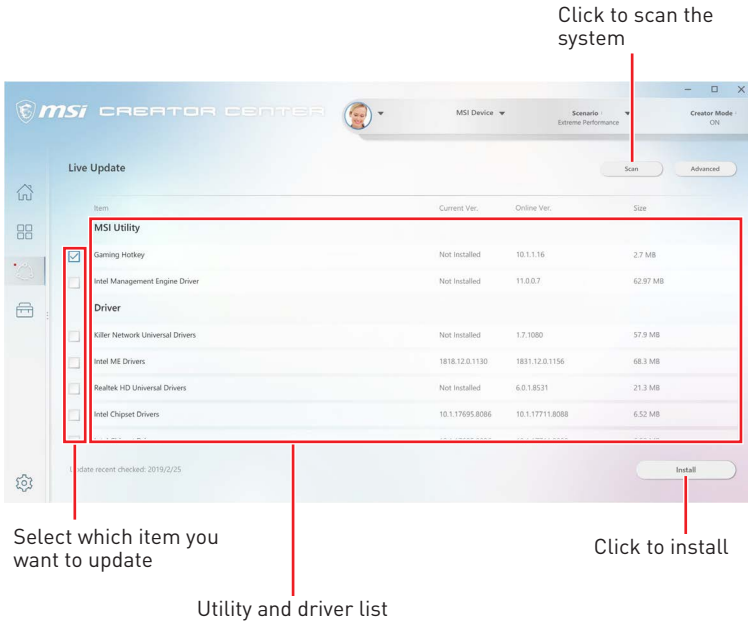 Click to scan the
system
msi CREATOR CENTER
MSI Device
Scenario
Extreme Performance
Creator Mode
ON
Live Update
Scan
Advanced
Item
Current Ver.
Online Ver.
Size
MSI Utility
Gaming Hotkey
Not Installed
10.1.1.16
2.7 MB
Intel Management Engine Driver
Not Installed
11.0.0.7
62.97 MB
Driver
Killer Network Universal Drivers
Not Installed
1.7.1080
57.9 MB
Intel ME Drivers
1818.12.0.1130
1831.12.0.1156
68.3 MB
Realtek HD Universal Drivers
Not Installed
6.0.1.8531
21.3 MB
Intel Chipset Drivers
10.1.17695.8086
10.1.17711.8088
6.52 MB
Update recent checked: 2019/2/25
Install
Select which item you
want to update
Click to install
Utility and driver list